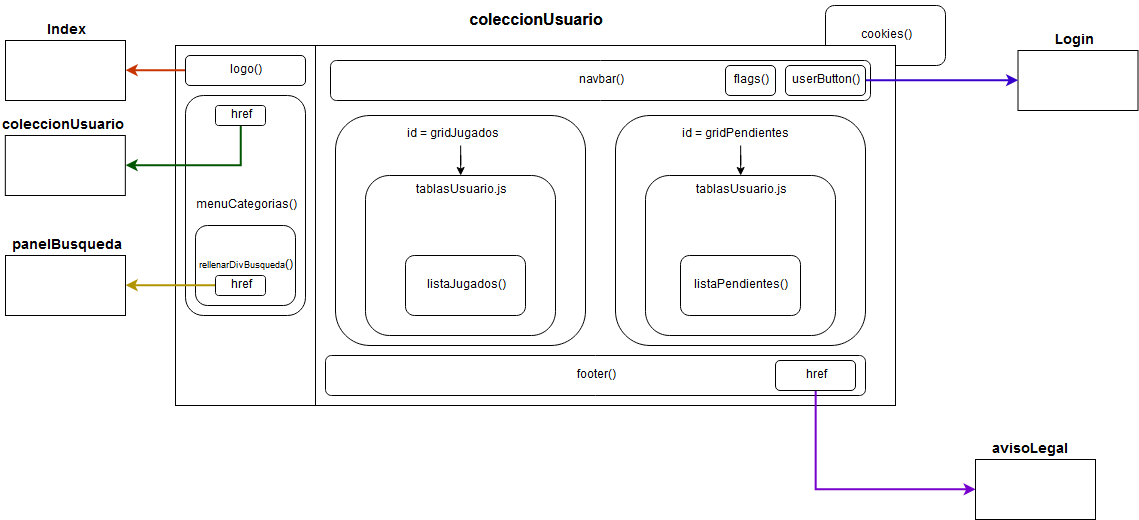 coleccionUsuario
cookies()
Index
Login
logo()
navbar()
flags()
userButton()
href
coleccionUsuario
id = gridJugados
id = gridPendientes
tablasUsuario.js
tablasUsuario.js
menuCategorias()
panelBusqueda
rellenarDivBusqueda()
href
listaJugados()
listaPendientes()
footer()
href
avisoLegal